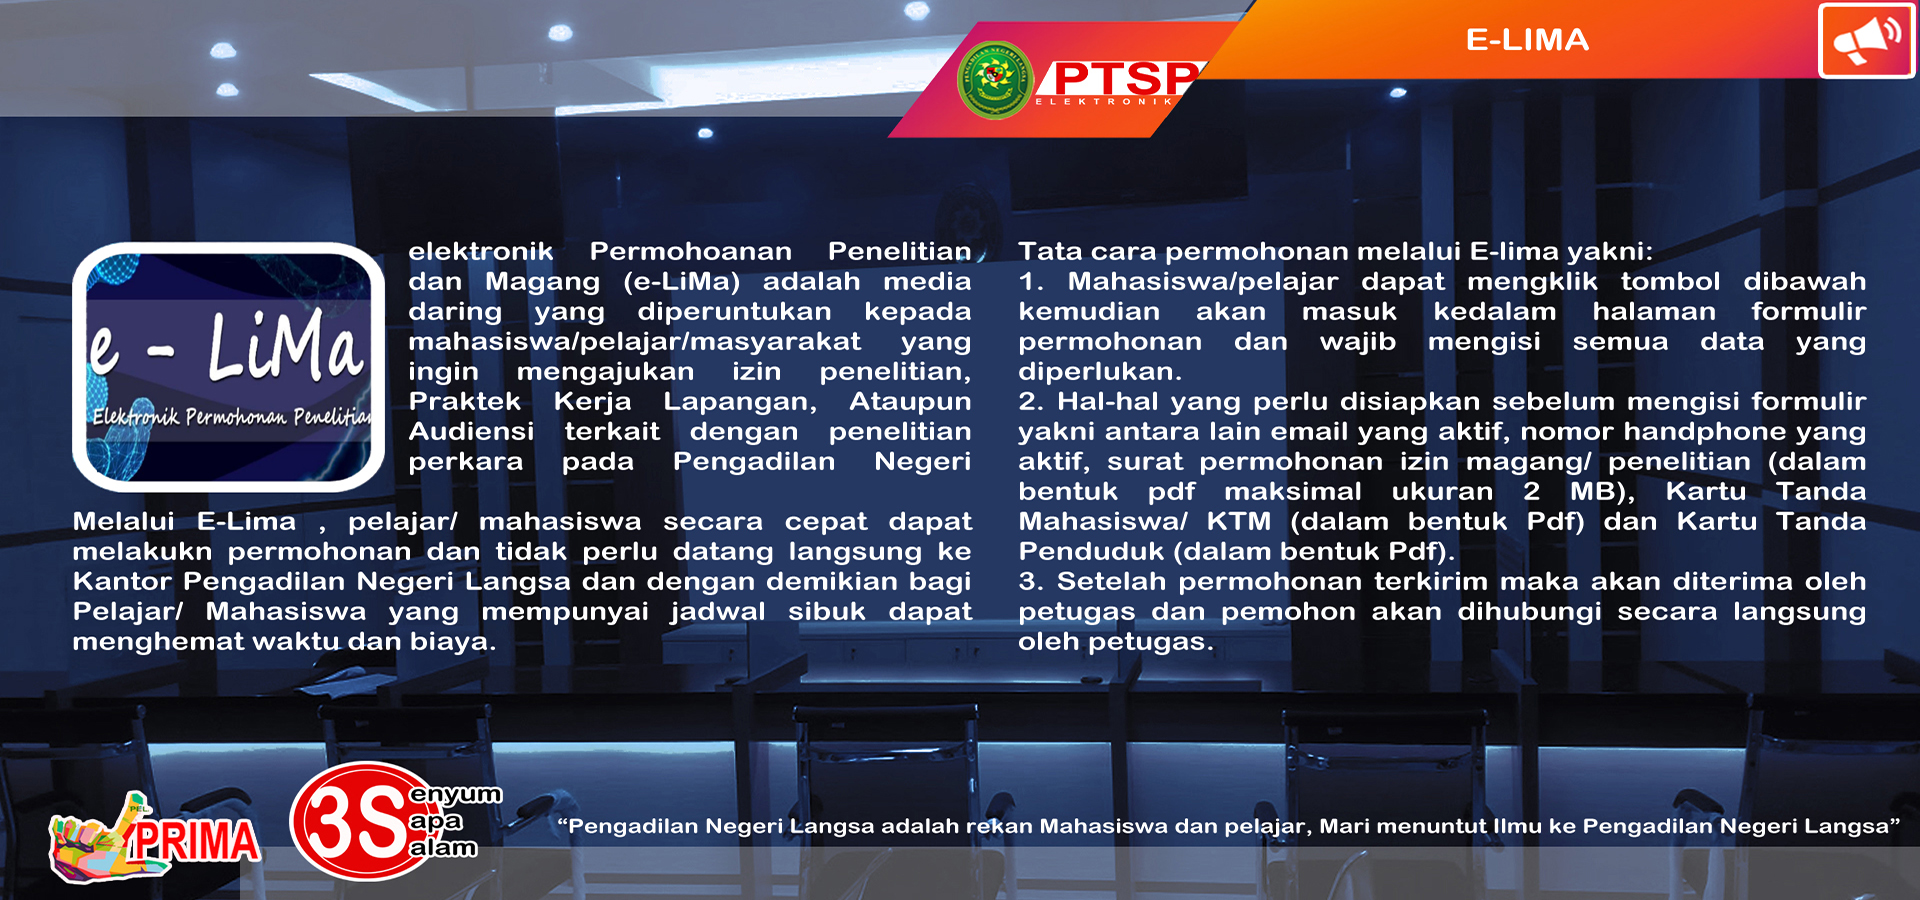 E-LIMA
PENGADILAN NEGERI LANGSA
PTSP
ELEKTRONIK
e - LiMa
Elektronik Permohonan Penelitian
elektronik Permohoanan Penelitian
dan Magang (e-LiMa) adalah media
daring yang diperuntukan kepada
mahasiswa/pelajar/masyarakat yang
ingin mengajukan izin penelitian,
Praktek Kerja Lapangan, Ataupun
Audiensi terkait dengan penelitian
perkara pada Pengadilan Negeri
Melalui E-Lima , pelajar/ mahasiswa secara cepat dapat
melakukn permohonan dan tidak perlu datang langsung ke
Kantor Pengadilan Negeri Langsa dan dengan demikian bagi
Pelajar/ Mahasiswa yang mempunyai jadwal sibuk dapat
menghemat waktu dan biaya.
Tata cara permohonan melalui E-lima yakni:
1. Mahasiswa/pelajar dapat mengklik tombol dibawah
kemudian akan masuk kedalam halaman formulir
permohonan dan wajib mengisi semua data yang
diperlukan.
2. Hal-hal yang perlu disiapkan sebelum mengisi formulir
yakni antara lain email yang aktif, nomor handphone yang
aktif, surat permohonan izin magang/ penelitian (dalam
bentuk pdf maksimal ukuran 2 MB), Kartu Tanda
Mahasiswa/ KTM (dalam bentuk Pdf) dan Kartu Tanda
Penduduk (dalam bentuk Pdf).
3. Setelah permohonan terkirim maka akan diterima oleh
petugas dan pemohon akan dihubungi secara langsung
oleh petugas.
PEL
PRIMA
3S
enyum
apa
alam
“Pengadilan Negeri Langsa adalah rekan Mahasiswa dan pelajar, Mari menuntut Ilmu ke Pengadilan Negeri Langsa”